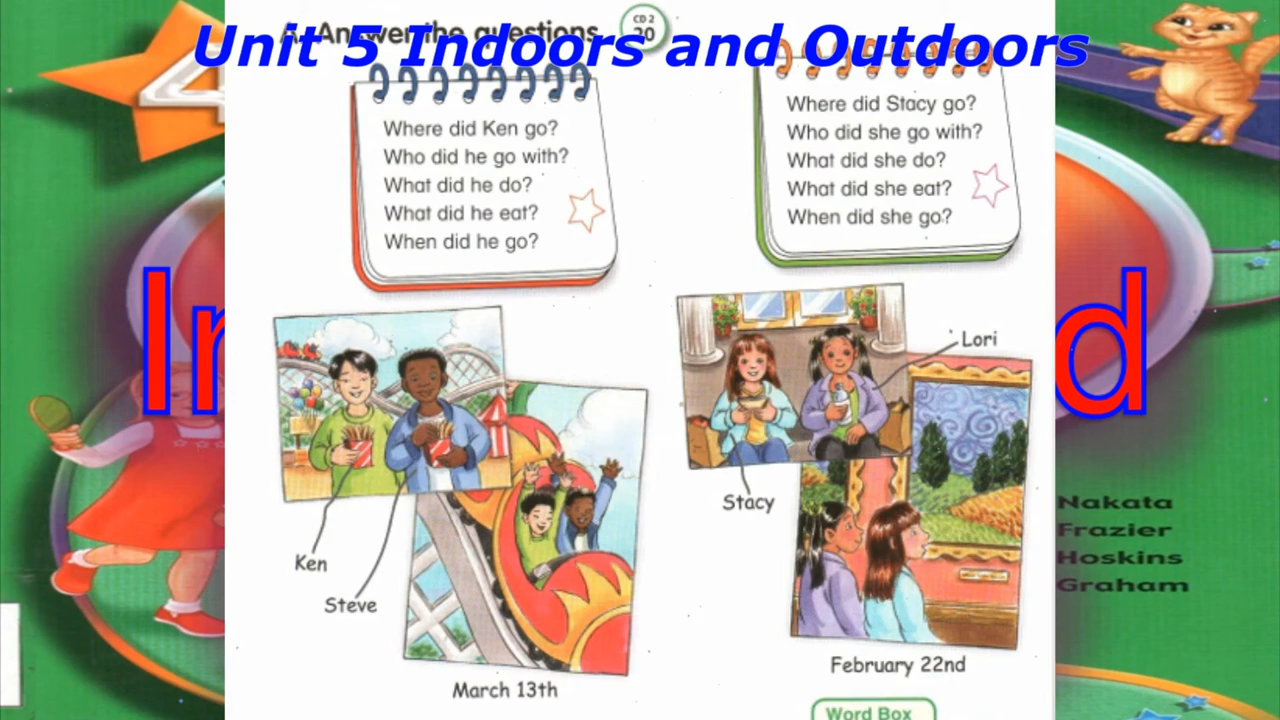 A. Answer the questions.
CD 2
20
Unit 5 Indoors and Outdoors
4
Where did Ken go?
Who did he go with?
What did he do?
What did he eat?
When did he go?
Where did Stacy go?
Who did she go with?
What did she do?
What did she eat?
When did she go?
Lori
Stacy
Ken
Steve
Nakata
Frazier
Hoskins
Graham
February 22nd
March 13th
Word Box